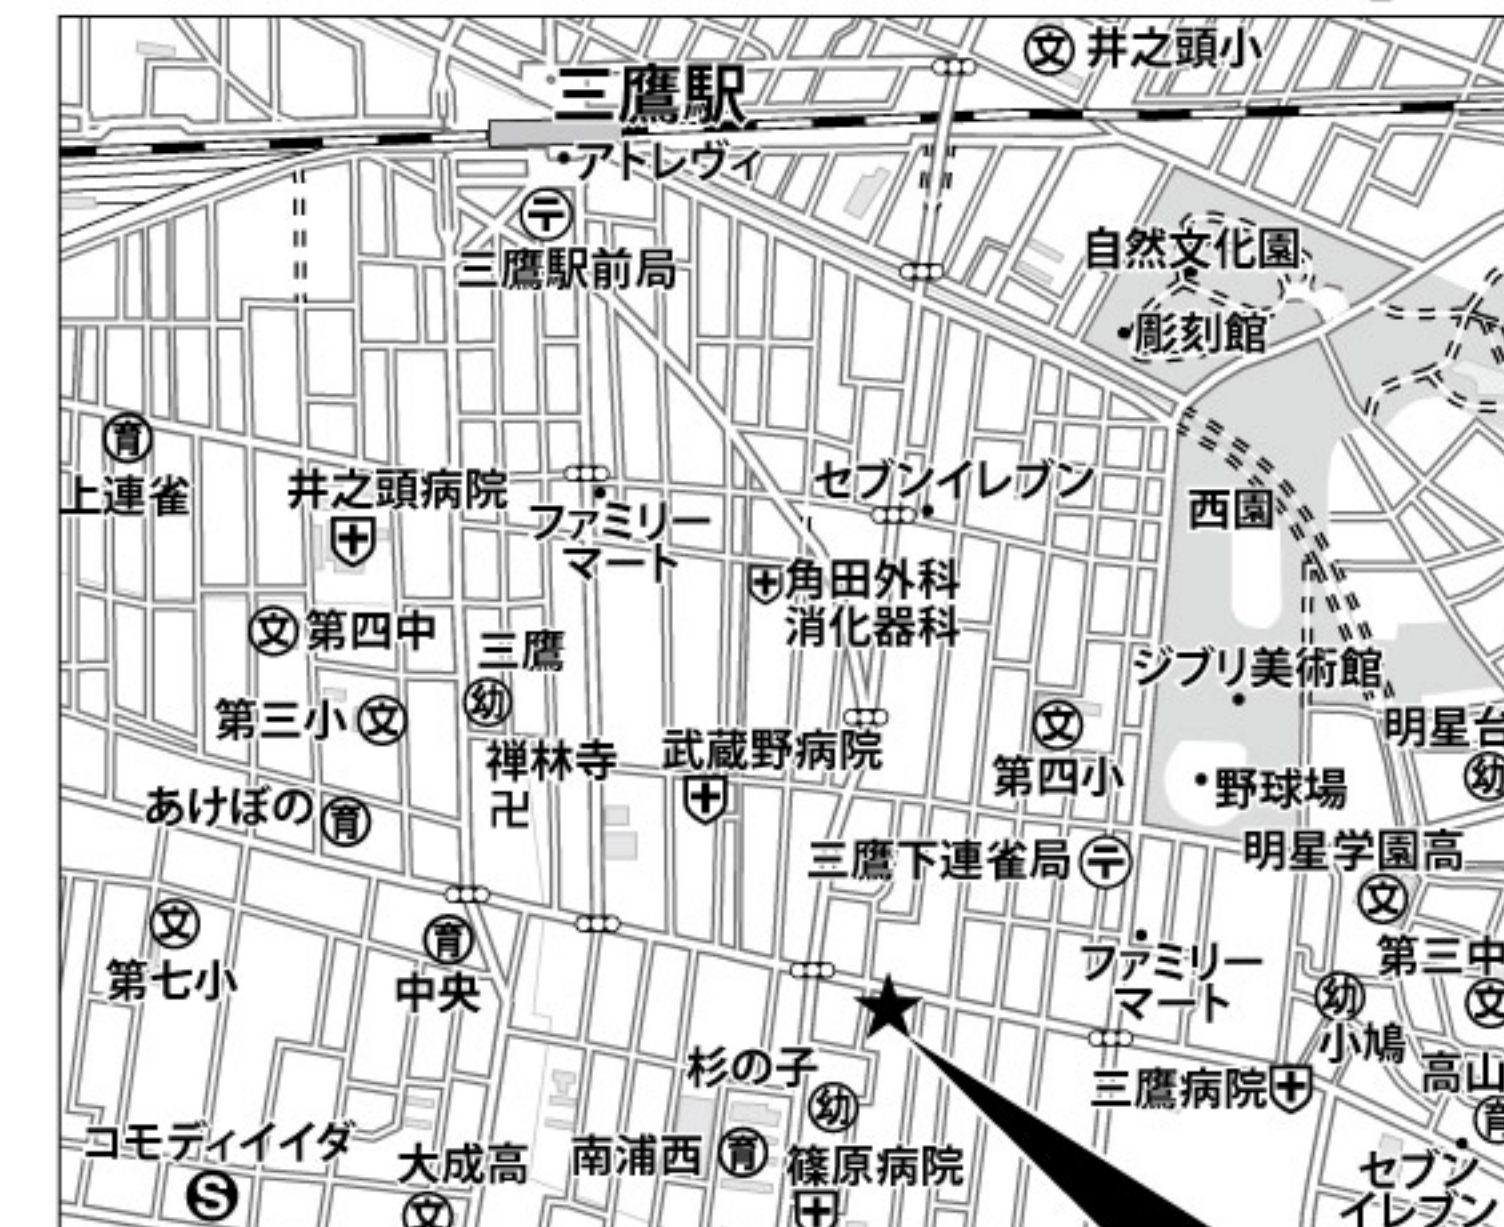 井之頭小
三鷹駅
アトレヴィ
三鷹駅前局
自然文化園
彫刻館
上連雀
井之頭病院
ファミリー
マート
セブンイレブン
西園
角田外科
消化器科
第四中
三鷹
ジブリ美術館
第三小
禅林寺
武蔵野病院
第四小
明星台
野球場
あけぼの
三鷹下連雀局
明星学園高
第七小
中央
ファミリー
マート
第三中
小鳩
杉の子
三鷹病院
高山
コモディイイダ
大成高
南浦西
篠原病院
セブン
イレブン